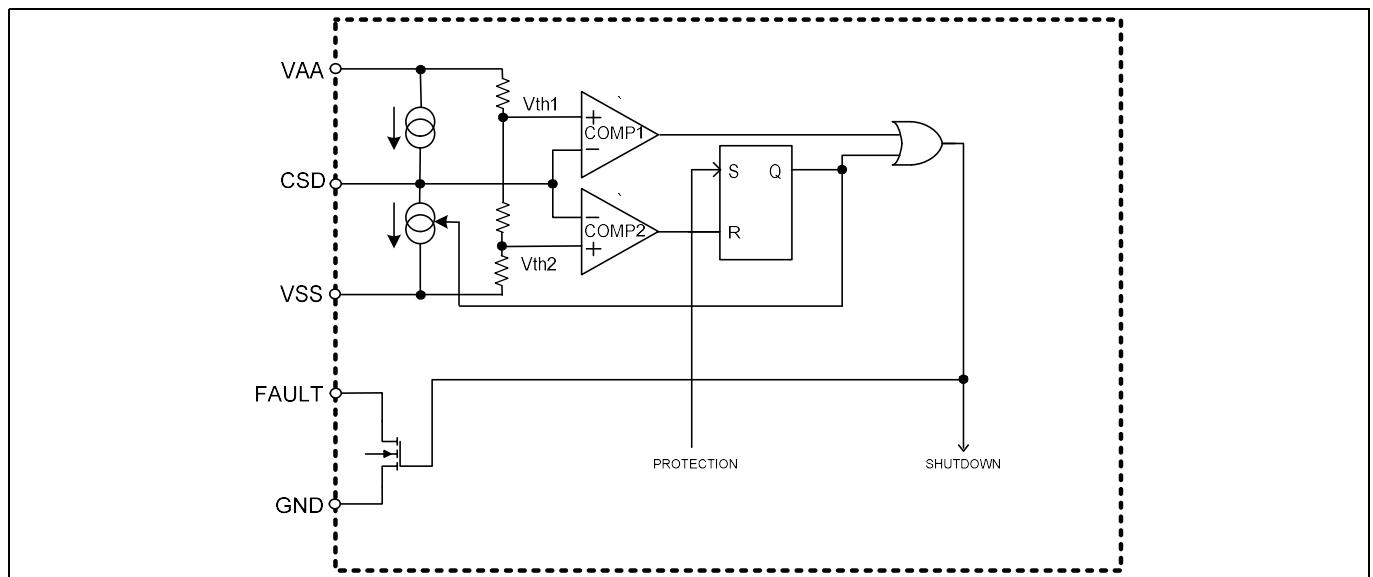 VAA
Vth1
+
COMP1
−
CSD
S Q
−
COMP2
R
+
Vth2
VSS
FAULT
PROTECTION
SHUTDOWN
GND